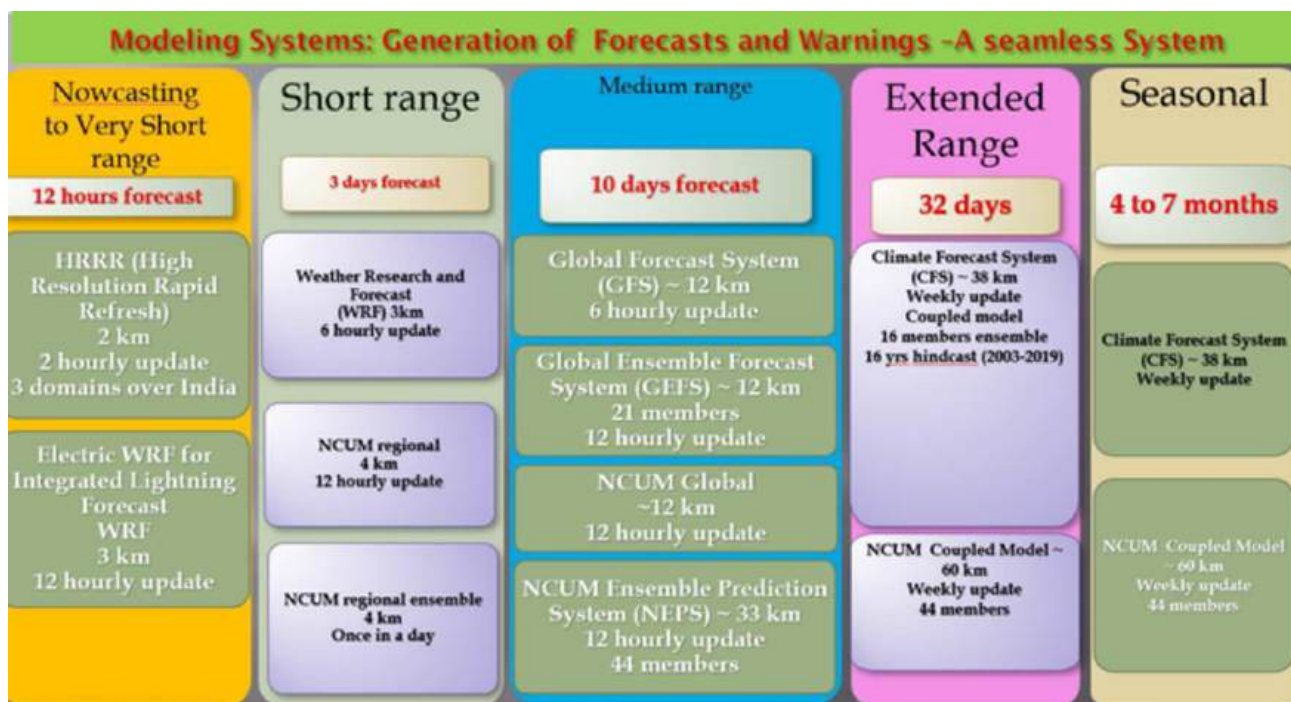 Modeling Systems: Generation of Forecasts and Warnings -A seamless System
Nowcasting
to Very Short
range
12 hours forecast
HRRR (High
Resolution Rapid
Refresh)
2 km
2 hourly update
3 domains over India
Electric WRF for
Integrated Lightning
Forecast
WRF
3 km
12 hourly update
Short range
3 days forecast
Weather Research and
Forecast
(WRF) 3km
6 hourly update
NCUM regional
4 km
12 hourly update
NCUM regional ensemble
4 km
Once in a day
Medium range
10 days forecast
Global Forecast System
(GFS) ~ 12 km
6 hourly update
Global Ensemble Forecast
System (GEFS) ~ 12 km
21 members
12 hourly update
NCUM Global
~12 km
12 hourly update
NCUM Ensemble Prediction
System (NEPS) ~ 33 km
12 hourly update
44 members
Extended
Range
32 days
Climate Forecast System
(CFS) ~ 38 km
Weekly update
Coupled model
16 members ensemble
16 yrs hindcast (2003-2019)
NCUM Coupled Model ~
60 km
Weekly update
44 members
Seasonal
4 to 7 months
Climate Forecast System
(CFS) ~ 38 km
Weekly update
NCUM Coupled Model
~ 60 km
Weekly update
44 members